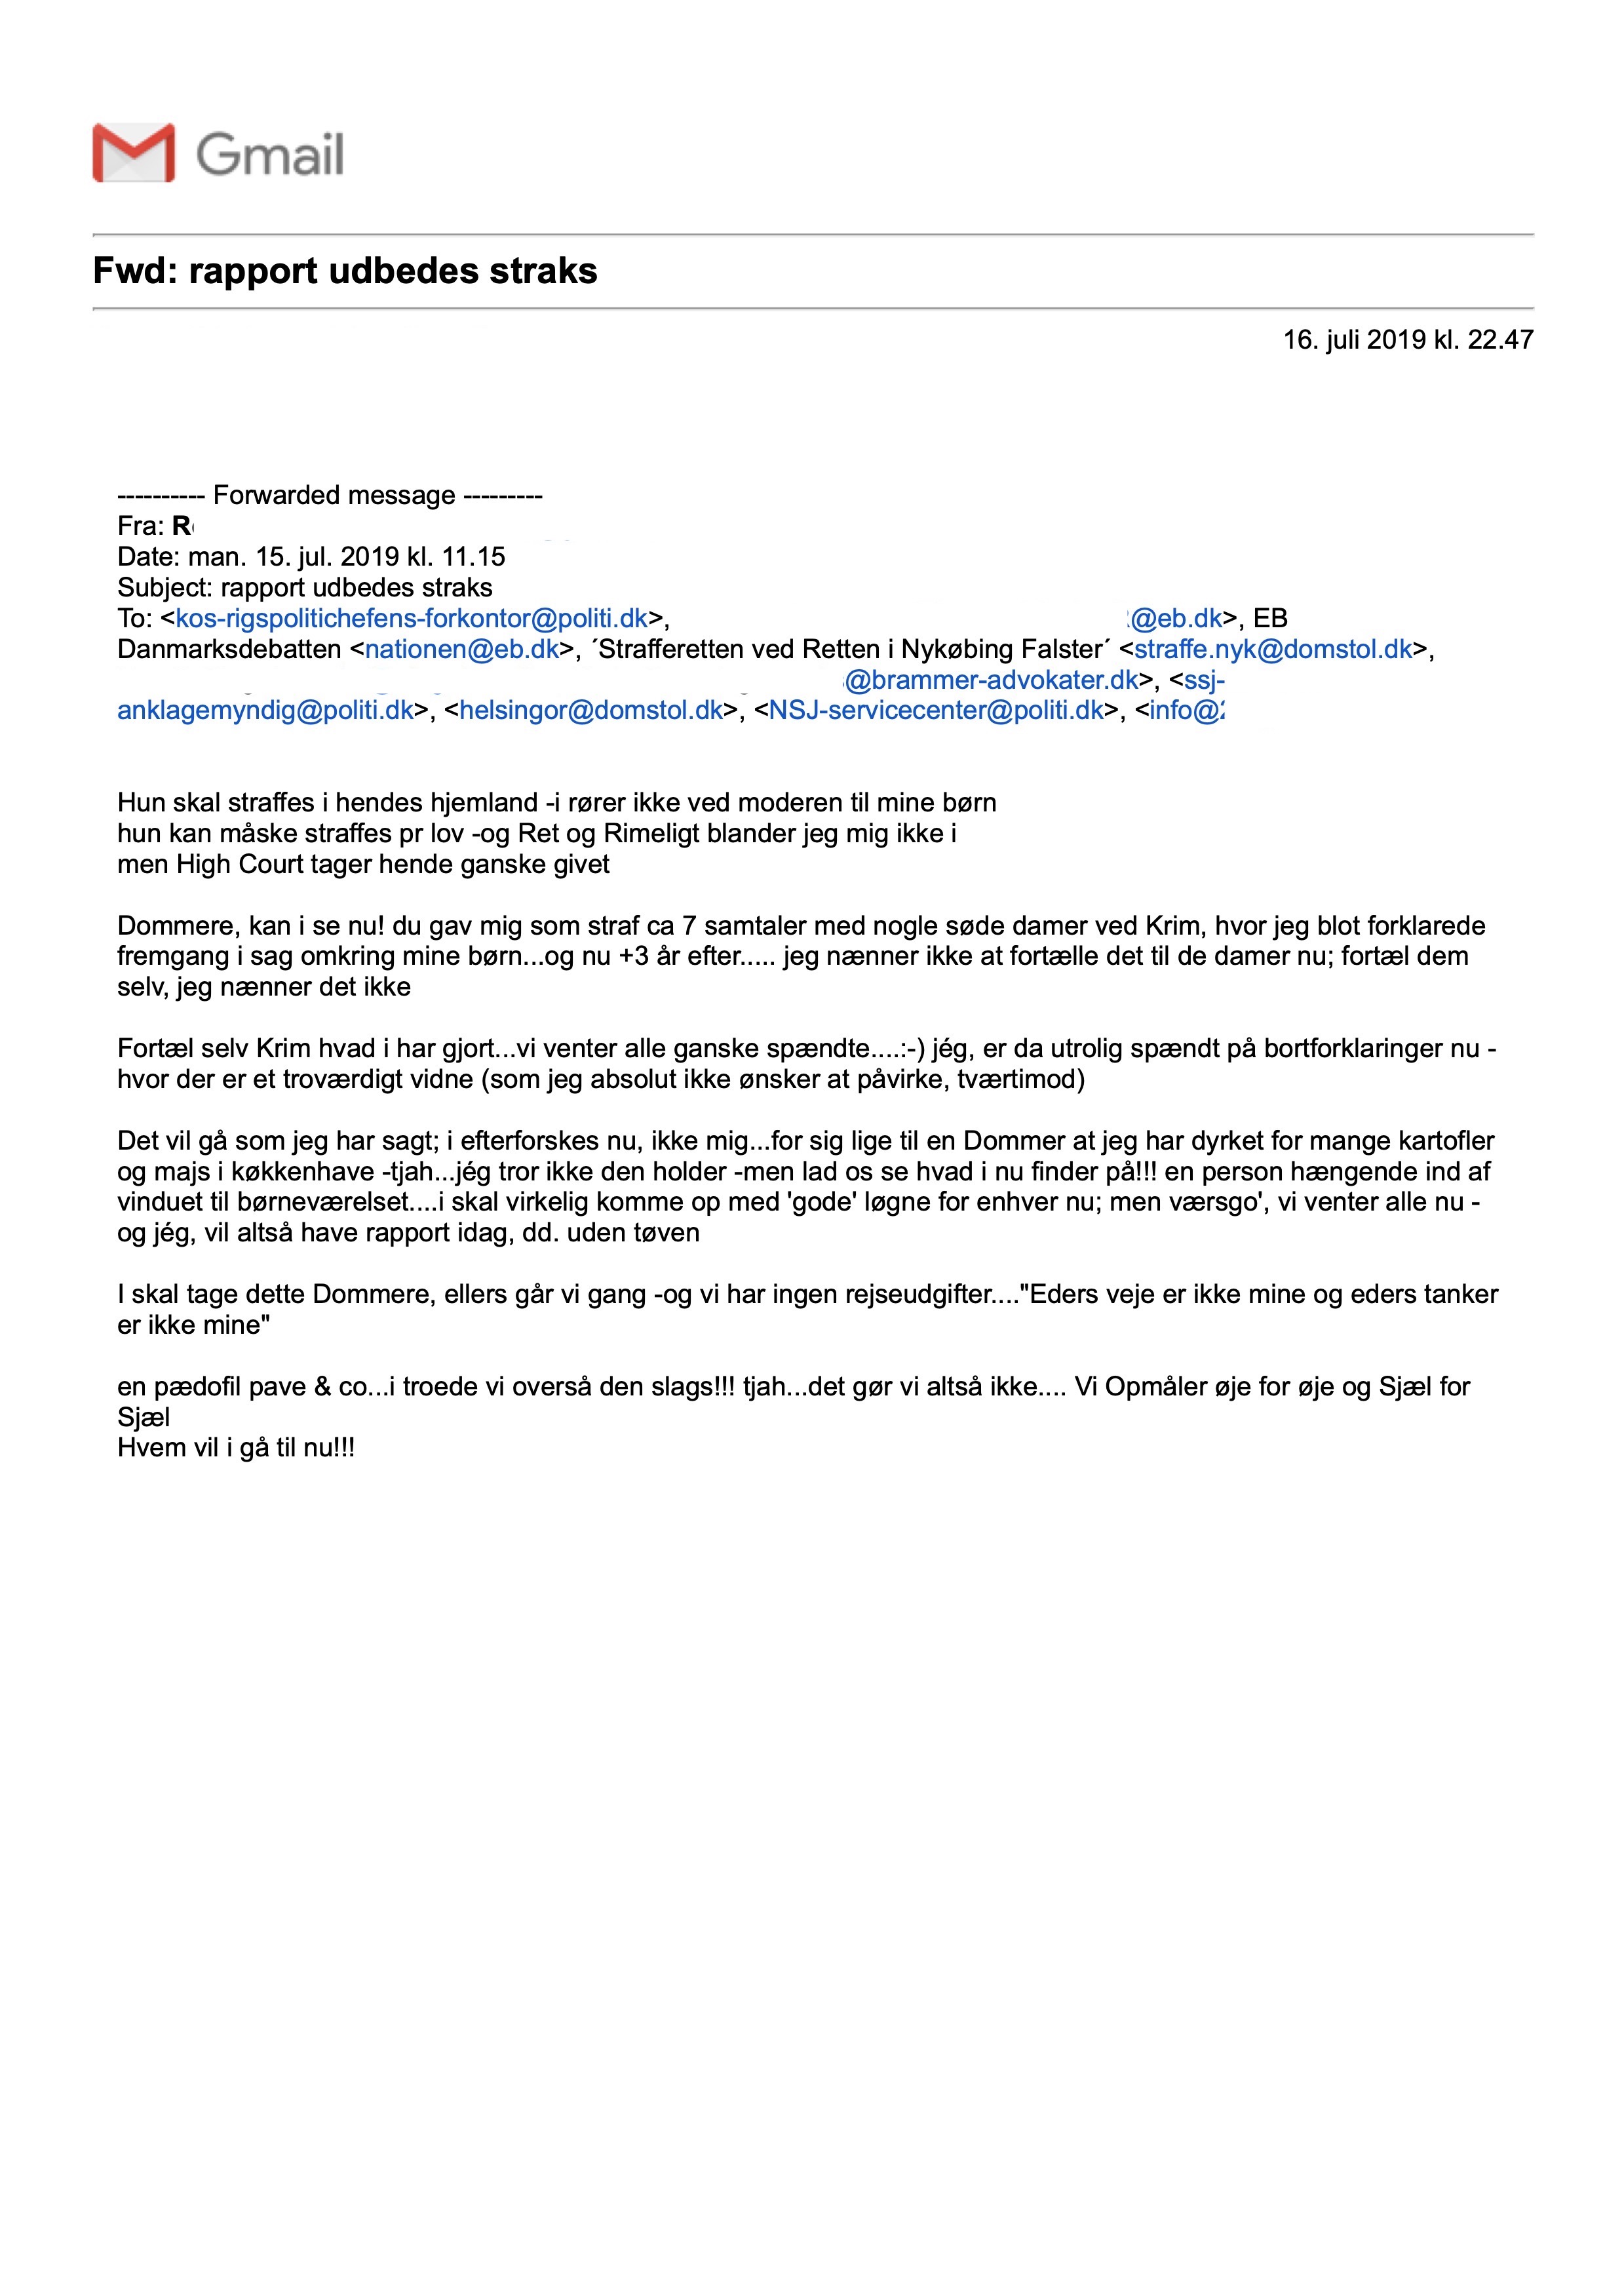 Gmail
Fwd: rapport udbedes straks
16. juli 2019 kl. 22.47
---------- Forwarded message ---------
Fra:
Date: man. 15. jul. 2019 kl. 11.15
Subject: rapport udbedes straks
To: <kos-rigspolitichefens-forkontor@politi.dk>, @eb.dk>, EB
Danmarksdebatten <nationen@eb.dk>, ´Strafferetten ved Retten i Nykøbing Falster´ <straffe.nyk@domstol.dk>,
@brammer-advokater.dk>, <ssj-
anklagemyndig@politi.dk>, <helsingor@domstol.dk>, <NSJ-servicecenter@politi.dk>, <info@
Hun skal straffes i hendes hjemland -i rører ikke ved moderen til mine børn
hun kan måske straffes pr lov -og Ret og Rimeligt blander jeg mig ikke i
men High Court tager hende ganske givet
Dommere, kan i se nu! du gav mig som straf ca 7 samtaler med nogle søde damer ved Krim, hvor jeg blot forklarede
fremgang i sag omkring mine børn...og nu +3 år efter..... jeg nænner ikke at fortælle det til de damer nu; fortæl dem
selv, jeg nænner det ikke
Fortæl selv Krim hvad i har gjort...vi venter alle ganske spændte....:-) jég, er da utrolig spændt på bortforklaringer nu -
hvor der er et troværdigt vidne (som jeg absolut ikke ønsker at påvirke, tværtimod)
Det vil gå som jeg har sagt; i efterforskes nu, ikke mig...for sig lige til en Dommer at jeg har dyrket for mange kartofler
og majs i køkkenhave -tjah...jég tror ikke den holder -men lad os se hvad i nu finder på!!! en person hængende ind af
vinduet til børneværelset....i skal virkelig komme op med 'gode' løgne for enhver nu; men værsgo', vi venter alle nu -
og jég, vil altså have rapport idag, dd. uden tøven
I skal tage dette Dommere, ellers går vi gang -og vi har ingen rejseudgifter...."Eders veje er ikke mine og eders tanker
er ikke mine"
en pædofil pave & co...i troede vi overså den slags!!! tjah...det gør vi altså ikke.... Vi Opmåler øje for øje og Sjæl for
Sjæl
Hvem vil i gå til nu!!!